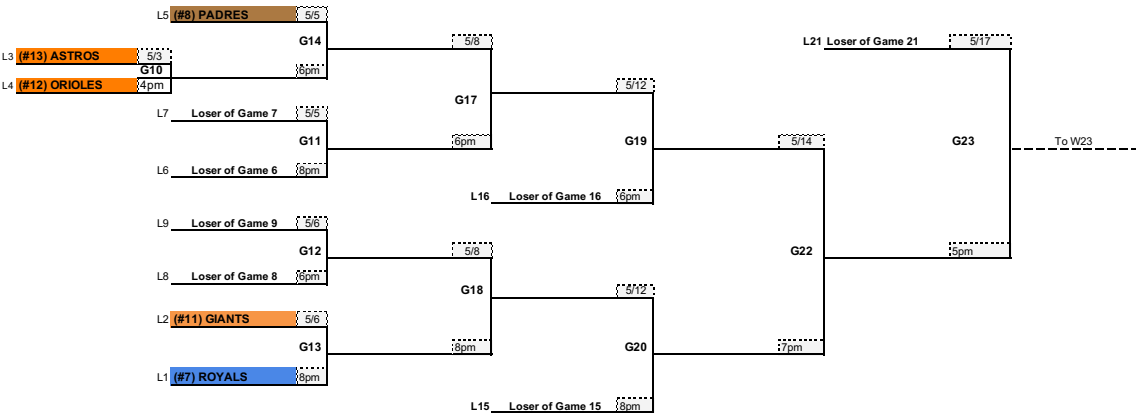 L5 (#8) PADRES 5/5
G14
L3 (#13) ASTROS 5/3
5/8
L21 Loser of Game 21 5/17
G10
6pm
L4 (#12) ORIOLES 4pm
5/12
G17
L7 Loser of Game 7 5/5
G11
6pm
G19
5/14
G23
To W23
L6 Loser of Game 6 8pm
L16 Loser of Game 16 6pm
L9 Loser of Game 9 5/6
G12
5/8
G22
5pm
L8 Loser of Game 8 6pm
G18
5/12
L2 (#11) GIANTS 5/6
G13
8pm
G20
7pm
L1 (#7) ROYALS 8pm
L15 Loser of Game 15 8pm